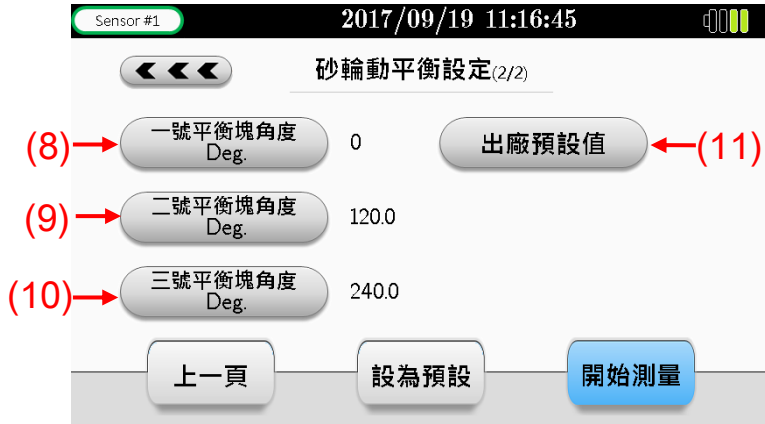 Sensor #1
2017/09/19 11:16:45
砂輪動平衡設定(2/2)
(8)
一號平衡塊角度
Deg.
0
出廠預設值
(11)
(9)
二號平衡塊角度
Deg.
120.0
(10)
三號平衡塊角度
Deg.
240.0
上一頁
設為預設
開始測量